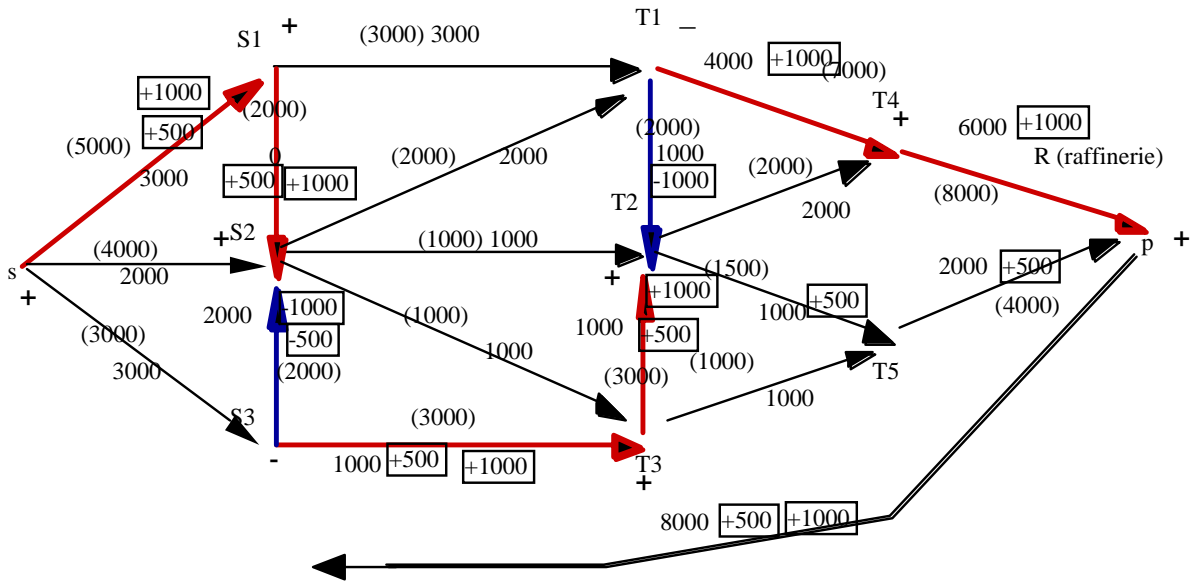 T1
S1 + (3000) 3000 −
4000 +1000 (7000)
+1000 T4
(2000) + 6000 +1000
(5000) +500 (2000) R (raffinerie)
0 (2000) 2000 1000 (2000)
3000 +500 +1000 -1000 (8000)
T2 2000
(4000) + S2 (1000) 1000 p +
s 2000 + (1500) 2000 +500
+ +1000 +1000 +500 (4000)
2000 (1000) 1000 1000
(3000) -500 +500
3000 (2000) 1000 (3000) (1000) T5
S3 (3000) 1000
- 1000 +500 +1000 T3
+
8000 +500 +1000